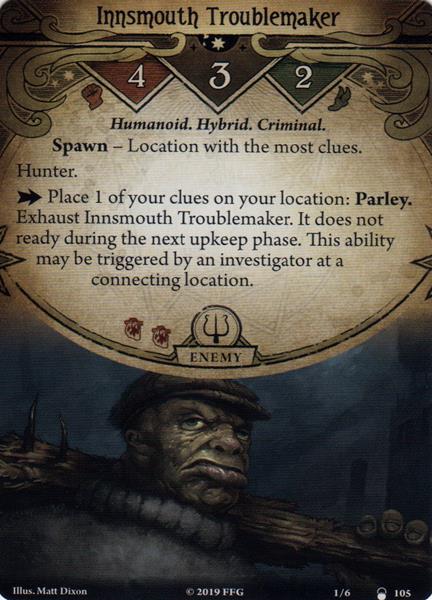 Innsmouth Troublemaker
4 3 2
Humanoid. Hybrid. Criminal.
Spawn – Location with the most clues.
Hunter.
Place 1 of your clues on your location: Parley.
Exhaust Innsmouth Troublemaker. It does not
ready during the next upkeep phase. This ability
may be triggered by an investigator at a
connecting location.
ENEMY
Illus. Matt Dixon © 2019 FFG 1/6 105